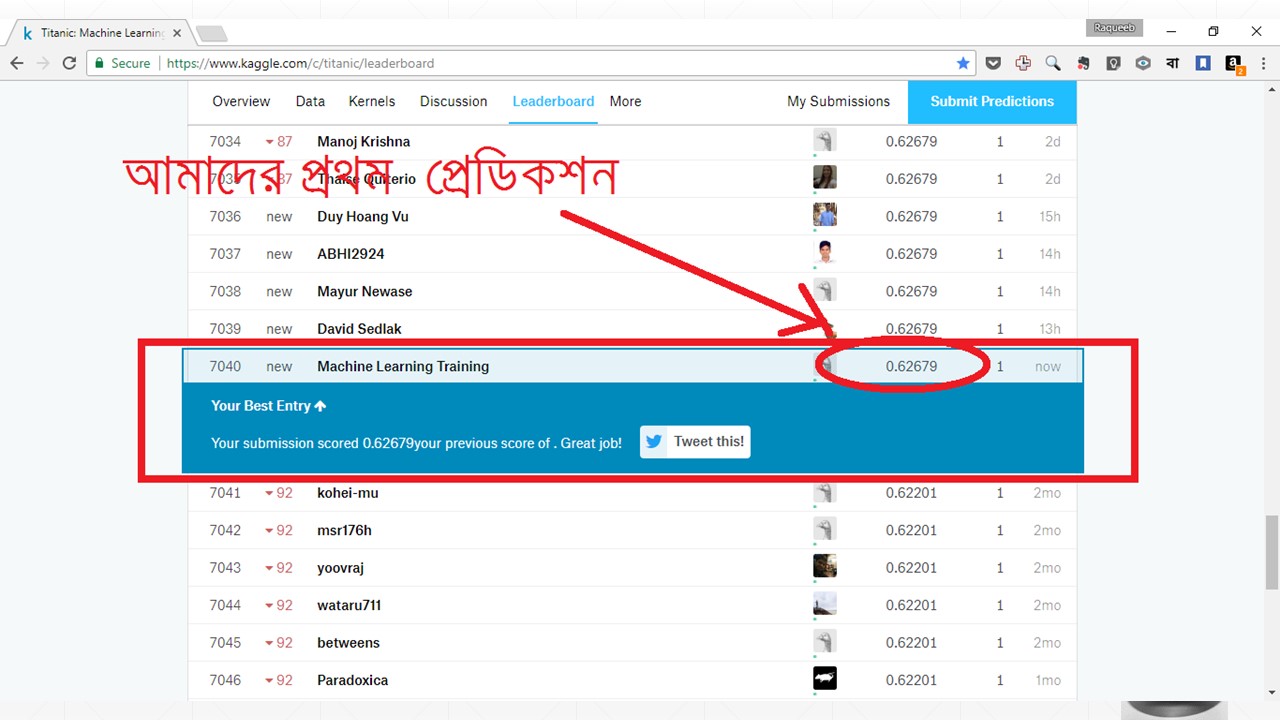 Titanic: Machine Learning
Raqueeb
Secure https://www.kaggle.com/c/titanic/leaderboard
বা
a
2
Overview Data Kernels Discussion Leaderboard More My Submissions Submit Predictions
7034 87 Manoj Krishna 0.62679 1 2d
আমাদের প্রথম প্রেডিকশন
7035 87 Thaise Quiterio 0.62679 1 2d
7036 new Duy Hoang Vu 0.62679 1 15h
7037 new ABHI2924 0.62679 1 14h
7038 new Mayur Newase 0.62679 1 14h
7039 new David Sedlak 0.62679 1 13h
7040 new Machine Learning Training 0.62679 1 now
Your Best Entry
Your submission scored 0.62679your previous score of . Great job! Tweet this!
7041 92 kohei-mu 0.62201 1 2mo
7042 92 msr176h 0.62201 1 2mo
7043 92 yoovraj 0.62201 1 2mo
7044 92 wataru711 0.62201 1 2mo
7045 92 betweens 0.62201 1 2mo
7046 92 Paradoxica 0.62201 1 1mo